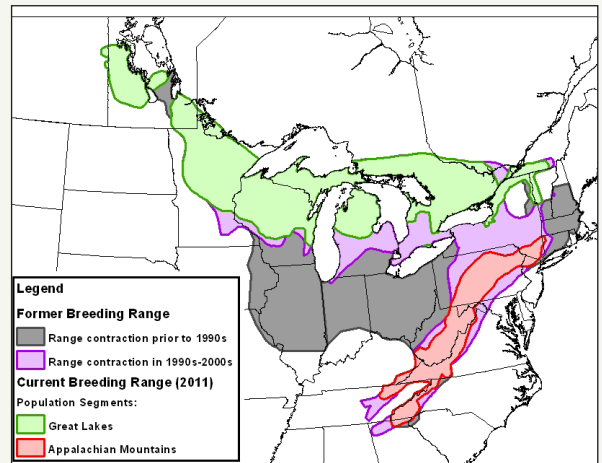 Legend
Former Breeding Range
Range contraction prior to 1990s
Range contraction in 1990s-2000s
Current Breeding Range (2011)
Population Segments:
Great Lakes
Appalachian Mountains